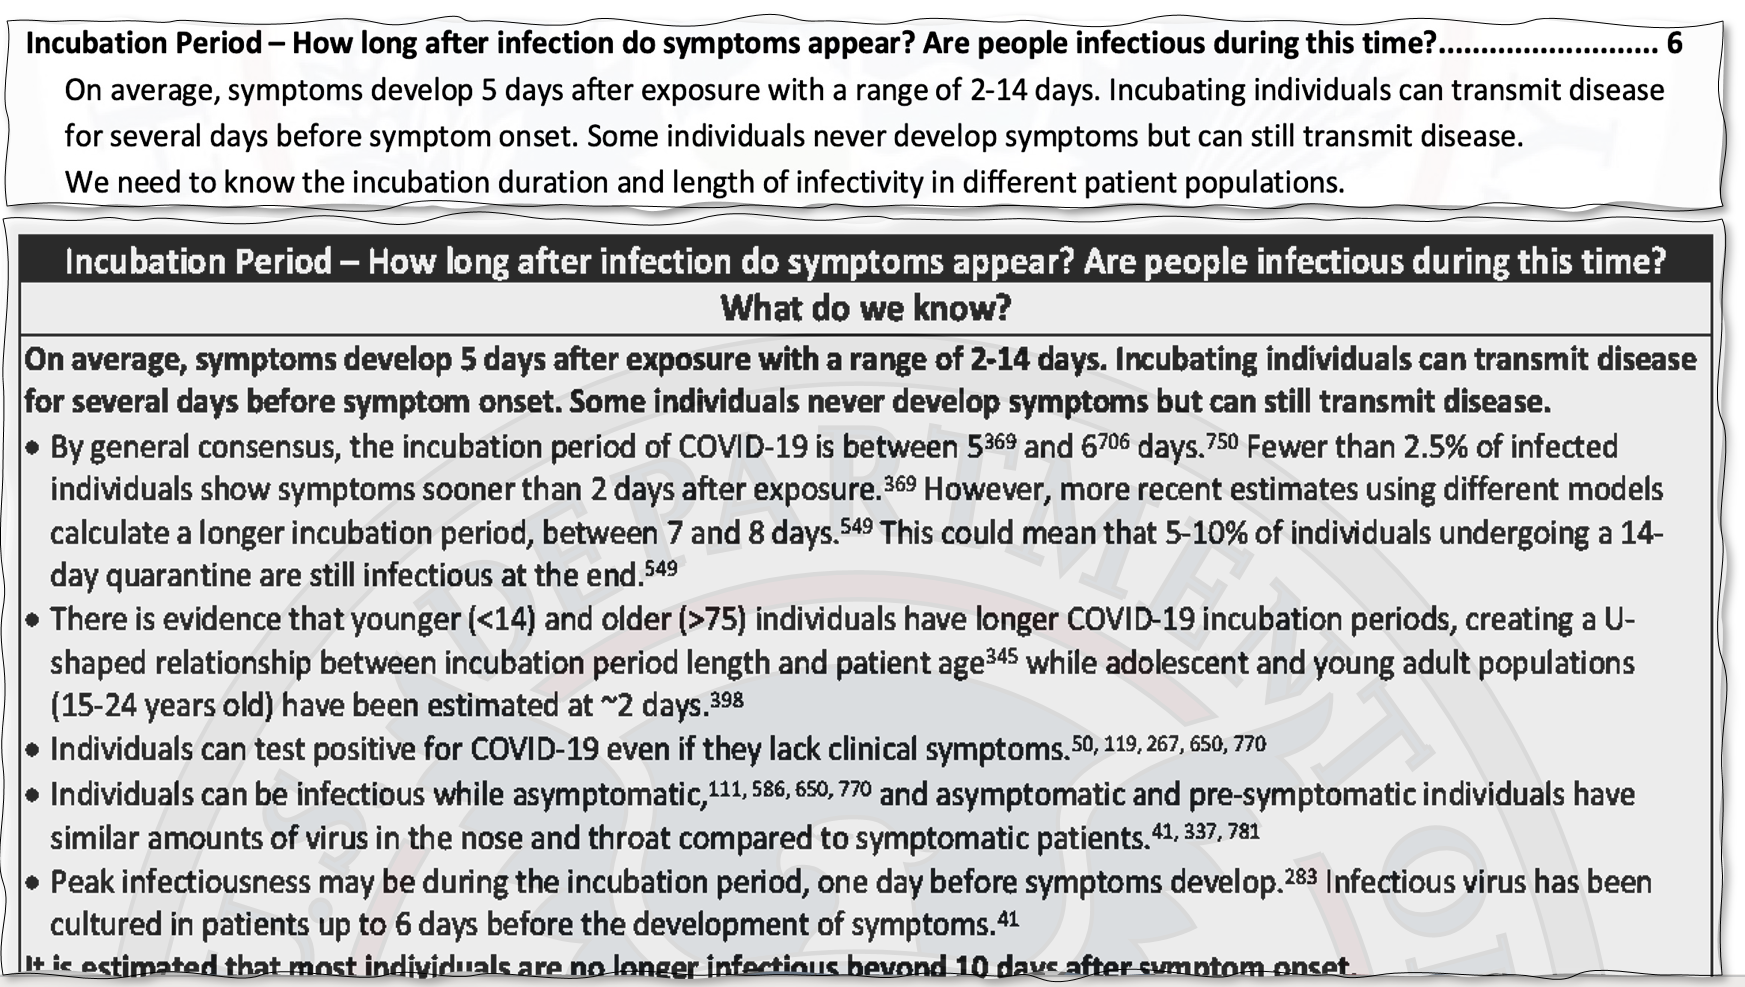 Incubation Period – How long after infection do symptoms appear? Are people infectious during this time?.......................... 6
On average, symptoms develop 5 days after exposure with a range of 2-14 days. Incubating individuals can transmit disease
for several days before symptom onset. Some individuals never develop symptoms but can still transmit disease.
We need to know the incubation duration and length of infectivity in different patient populations.
Incubation Period – How long after infection do symptoms appear? Are people infectious during this time?
What do we know?
On average, symptoms develop 5 days after exposure with a range of 2-14 days. Incubating individuals can transmit disease
for several days before symptom onset. Some individuals never develop symptoms but can still transmit disease.
• By general consensus, the incubation period of COVID-19 is between 5369 and 6706 days.750 Fewer than 2.5% of infected
individuals show symptoms sooner than 2 days after exposure.369 However, more recent estimates using different models
calculate a longer incubation period, between 7 and 8 days.549 This could mean that 5-10% of individuals undergoing a 14-
day quarantine are still infectious at the end.549
• There is evidence that younger (<14) and older (>75) individuals have longer COVID-19 incubation periods, creating a U-
shaped relationship between incubation period length and patient age345 while adolescent and young adult populations
(15-24 years old) have been estimated at ~2 days.398
• Individuals can test positive for COVID-19 even if they lack clinical symptoms.50, 119, 267, 650, 770
• Individuals can be infectious while asymptomatic,111, 586, 650, 770 and asymptomatic and pre-symptomatic individuals have
similar amounts of virus in the nose and throat compared to symptomatic patients.41, 337, 781
• Peak infectiousness may be during the incubation period, one day before symptoms develop.283 Infectious virus has been
cultured in patients up to 6 days before the development of symptoms.41
It is estimated that most individuals are no longer infectious beyond 10 days after symptom onset.
U.S. DEPARTMENT OF